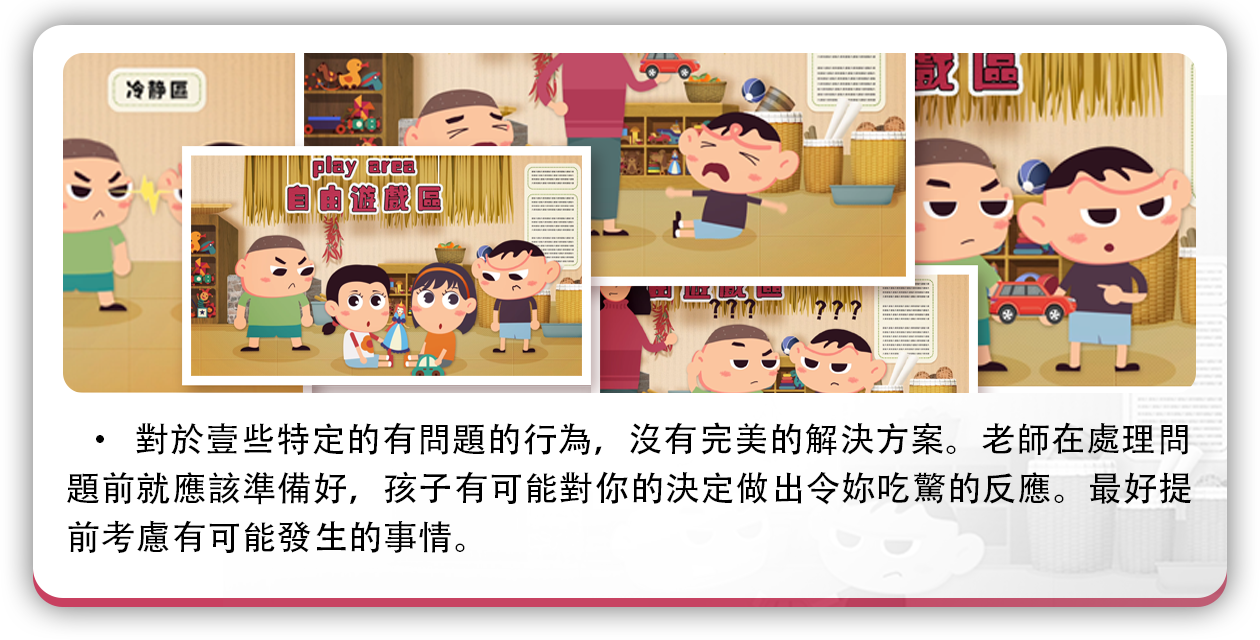 冷静區
戲區
play area
自由遊戲區
由遊戲區
??? ???
• 對於壹些特定的有問題的行為，沒有完美的解決方案。老師在處理問
題前就應該準備好，孩子有可能對你的決定做出令妳吃驚的反應。最好提
前考慮有可能發生的事情。